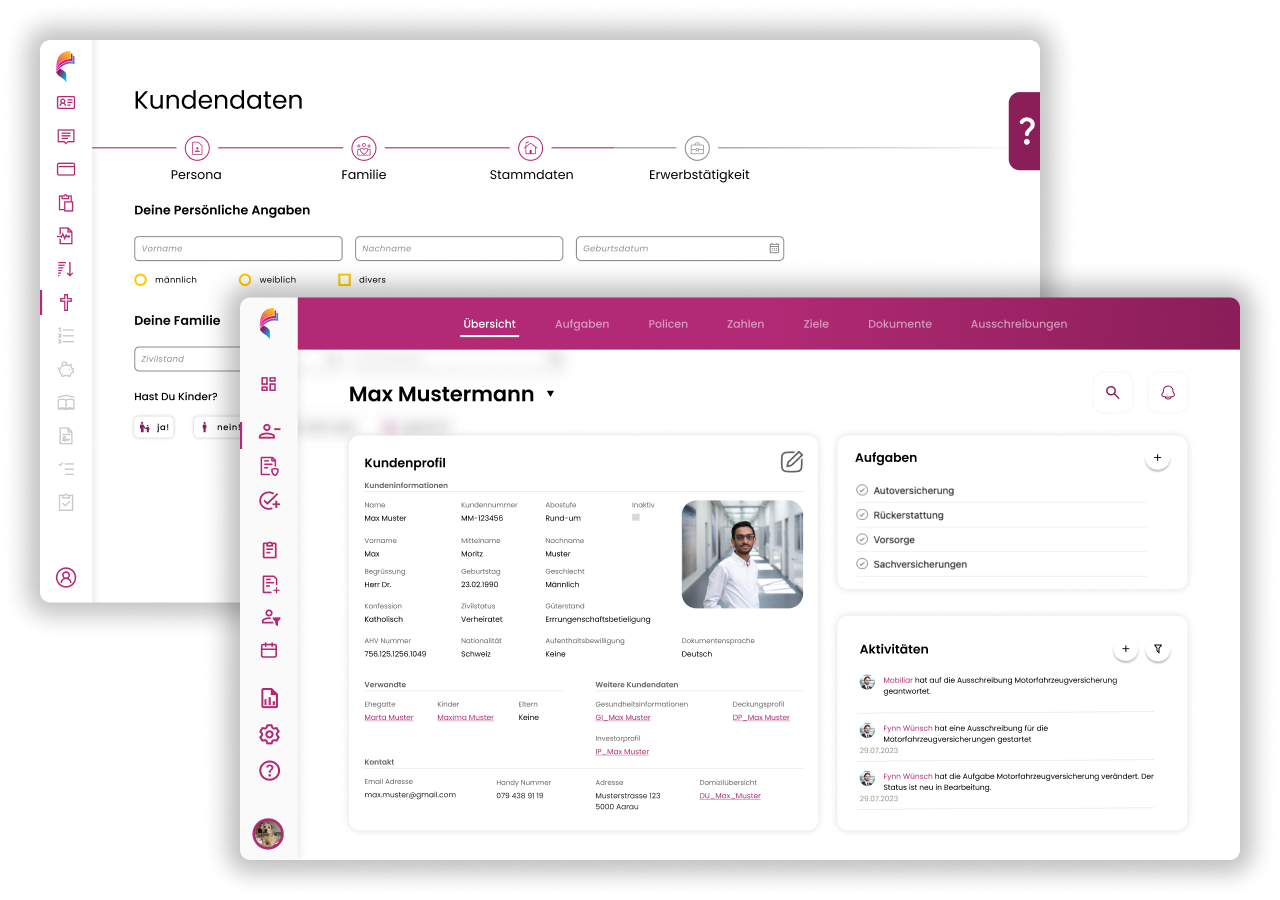 Kundendaten
?
Persona
Familie
Stammdaten
Erwerbstätigkeit
Deine Persönliche Angaben
Vorname
Nachname
Geburtsdatum
männlich
weiblich
divers
Deine Familie
Zivilstand
Hast Du Kinder?
ja!
nein!
Übersicht
Aufgaben
Policen
Zahlen
Ziele
Dokumente
Ausschreibungen
Max Mustermann
Kundenprofil
Kundeninformationen
Name
Kundennummer
Abostufe
Inaktiv
Max Muster
MM-123456
Rund-um
Vorname
Mittelname
Nachname
Max
Moritz
Muster
Begrüssung
Geburtstag
Geschlecht
Herr Dr.
23.02.1990
Männlich
Konfession
Zivilstatus
Güterstand
Katholisch
Verheiratet
Errrungenschaftsbetieligung
AHV Nummer
Nationalität
Aufenthaltsbewilligung
Dokumentensprache
756.125.1256.1049
Schweiz
Keine
Deutsch
Verwandte
Weitere Kundendaten
Ehegatte
Kinder
Eltern
Gesundheitsinformationen
Deckungsprofil
Marta Muster
Maxima Muster
Keine
GI_Max Muster
DP_Max Muster
Investorprofil
IP_Max Muster
Kontakt
Email Adresse
Handy Nummer
Adresse
Domizilübersicht
max.muster@gmail.com
079 438 91 19
Musterstrasse 123
DU_Max_Muster
5000 Aarau
Aufgaben
+
Autoversicherung
Rückerstattung
Vorsorge
Sachversicherungen
Aktivitäten
+
Mobiliar hat auf die Ausschreibung Motorfahrzeugversicherung
geantwortet.
Fynn Wünsch hat eine Ausschreibung für die
Motorfahrzeugversicherungen gestartet
29.07.2023
Fynn Wünsch hat die Aufgabe Motorfahrzeugversicherung verändert. Der
Status ist neu in Bearbeitung.
29.07.2023